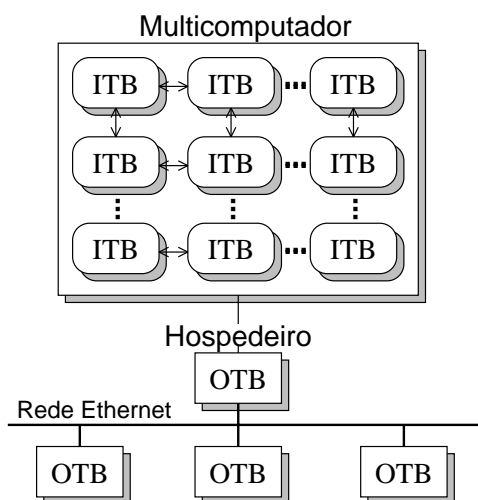 Multicomputador
ITB ITB ITB
ITB ITB ITB
ITB ITB ITB
Hospedeiro
OTB
Rede Ethernet
OTB OTB OTB